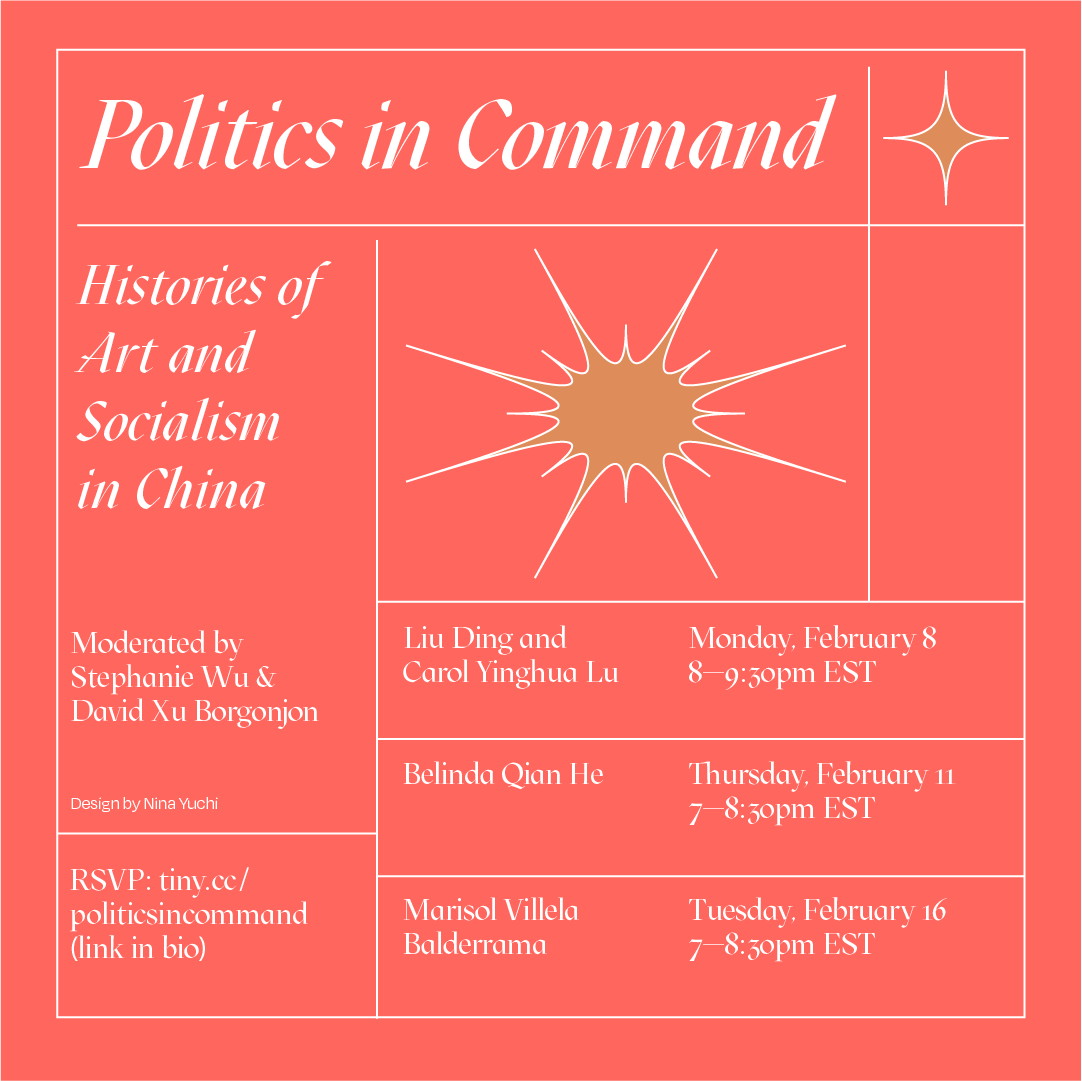 Politics in Command
Histories of
Art and
Socialism
in China
Moderated by
Stephanie Wu &
David Xu Borgonjon
Design by Nina Yuchi
RSVP: tiny.cc/
politicsincommand
(link in bio)
Liu Ding and
Carol Yinghua Lu
Monday, February 8
8—9:30pm EST
Belinda Qian He
Thursday, February 11
7—8:30pm EST
Marisol Villela
Balderrama
Tuesday, February 16
7—8:30pm EST